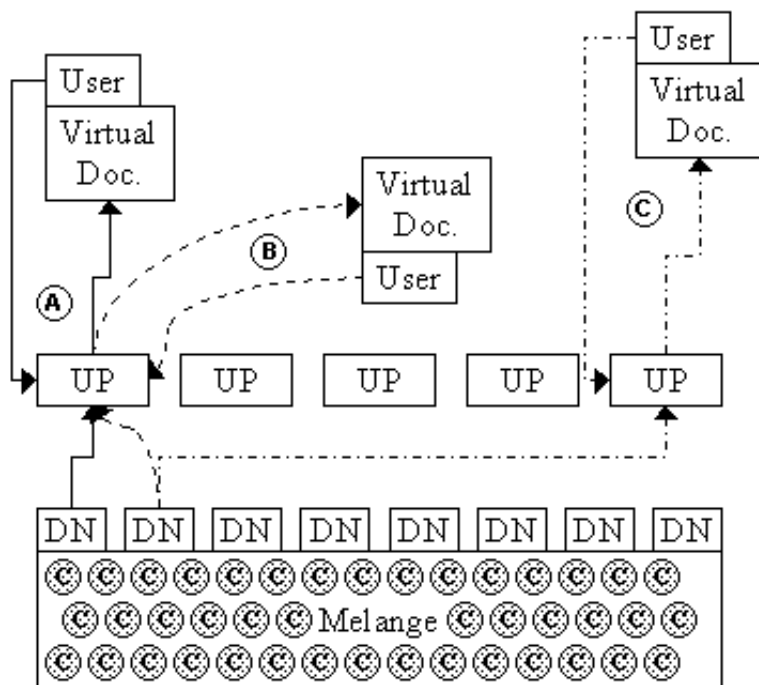 User
Virtual
Doc.
User
Virtual
Doc.
Virtual
Doc.
User
A
B
C
UP UP UP UP UP
DN DN DN DN DN DN DN DN
C C C C C C C C C C C C C C C
C C C C C C Melange C C C C C C
C C C C C C C C C C C C C C C